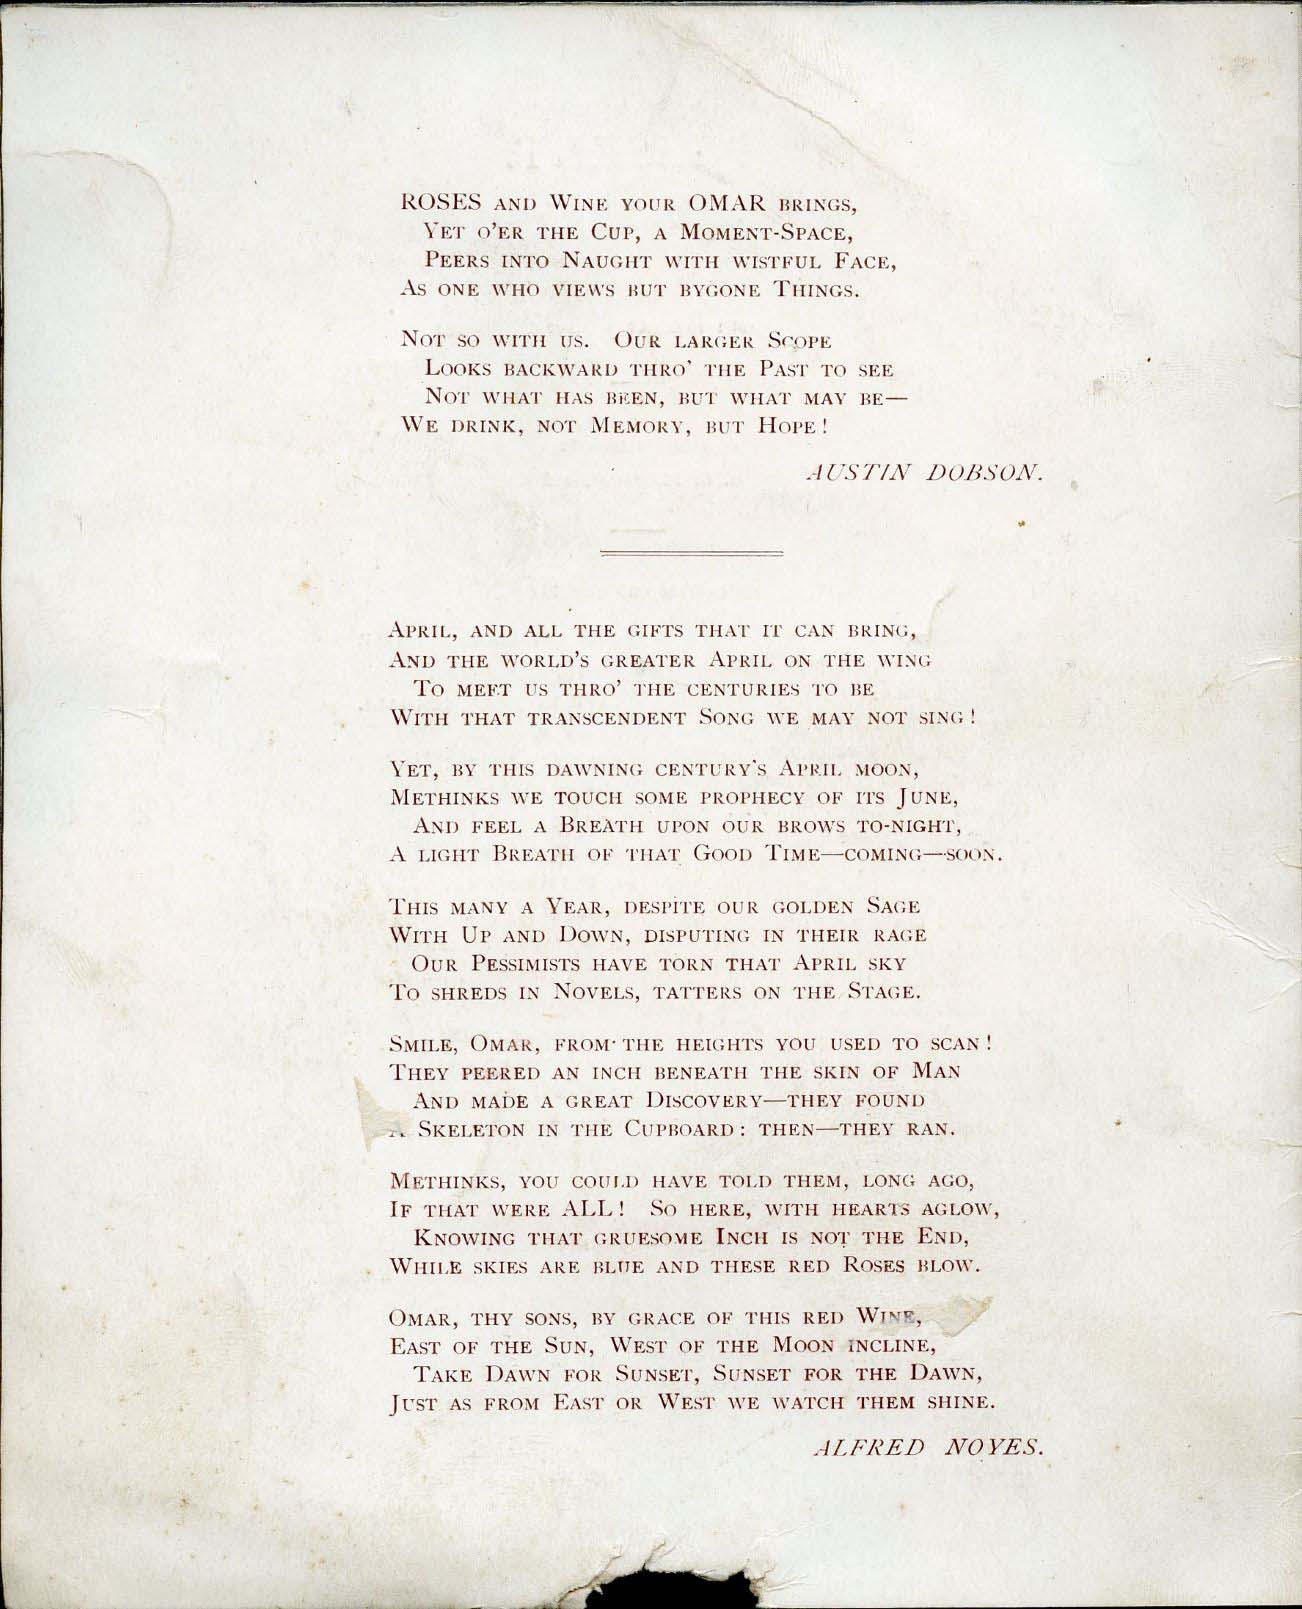 ROSES AND WINE YOUR OMAR BRINGS,
YET O'ER THE CUP, A MOMENT-SPACE,
PEERS INTO NAUGHT WITH WISTFUL FACE,
AS ONE WHO VIEWS BUT BYGONE THINGS.
NOT SO WITH US. OUR LARGER SCOPE
LOOKS BACKWARD THRO' THE PAST TO SEE
NOT WHAT HAS BEEN, BUT WHAT MAY BE—
WE DRINK, NOT MEMORY, BUT HOPE!
AUSTIN DOBSON.
APRIL, AND ALL THE GIFTS THAT IT CAN BRING,
AND THE WORLD'S GREATER APRIL ON THE WING
TO MEET US THRO' THE CENTURIES TO BE
WITH THAT TRANSCENDENT SONG WE MAY NOT SING!
YET, BY THIS DAWNING CENTURY'S APRIL MOON,
METHINKS WE TOUCH SOME PROPHECY OF ITS JUNE,
AND FEEL A BREATH UPON OUR BROWS TO-NIGHT,
A LIGHT BREATH OF THAT GOOD TIME—COMING—SOON.
THIS MANY A YEAR, DESPITE OUR GOLDEN SAGE
WITH UP AND DOWN, DISPUTING IN THEIR RAGE
OUR PESSIMISTS HAVE TORN THAT APRIL SKY
TO SHREDS IN NOVELS, TATTERS ON THE STAGE.
SMILE, OMAR, FROM THE HEIGHTS YOU USED TO SCAN!
THEY PEERED AN INCH BENEATH THE SKIN OF MAN
AND MADE A GREAT DISCOVERY—THEY FOUND
A SKELETON IN THE CUPBOARD: THEN—THEY RAN.
METHINKS, YOU COULD HAVE TOLD THEM, LONG AGO,
IF THAT WERE ALL! SO HERE, WITH HEARTS AGLOW,
KNOWING THAT GRUESOME INCH IS NOT THE END,
WHILE SKIES ARE BLUE AND THESE RED ROSES BLOW.
OMAR, THY SONS, BY GRACE OF THIS RED WINE,
EAST OF THE SUN, WEST OF THE MOON INCLINE,
TAKE DAWN FOR SUNSET, SUNSET FOR THE DAWN,
JUST AS FROM EAST OR WEST WE WATCH THEM SHINE.
ALFRED NOYES.